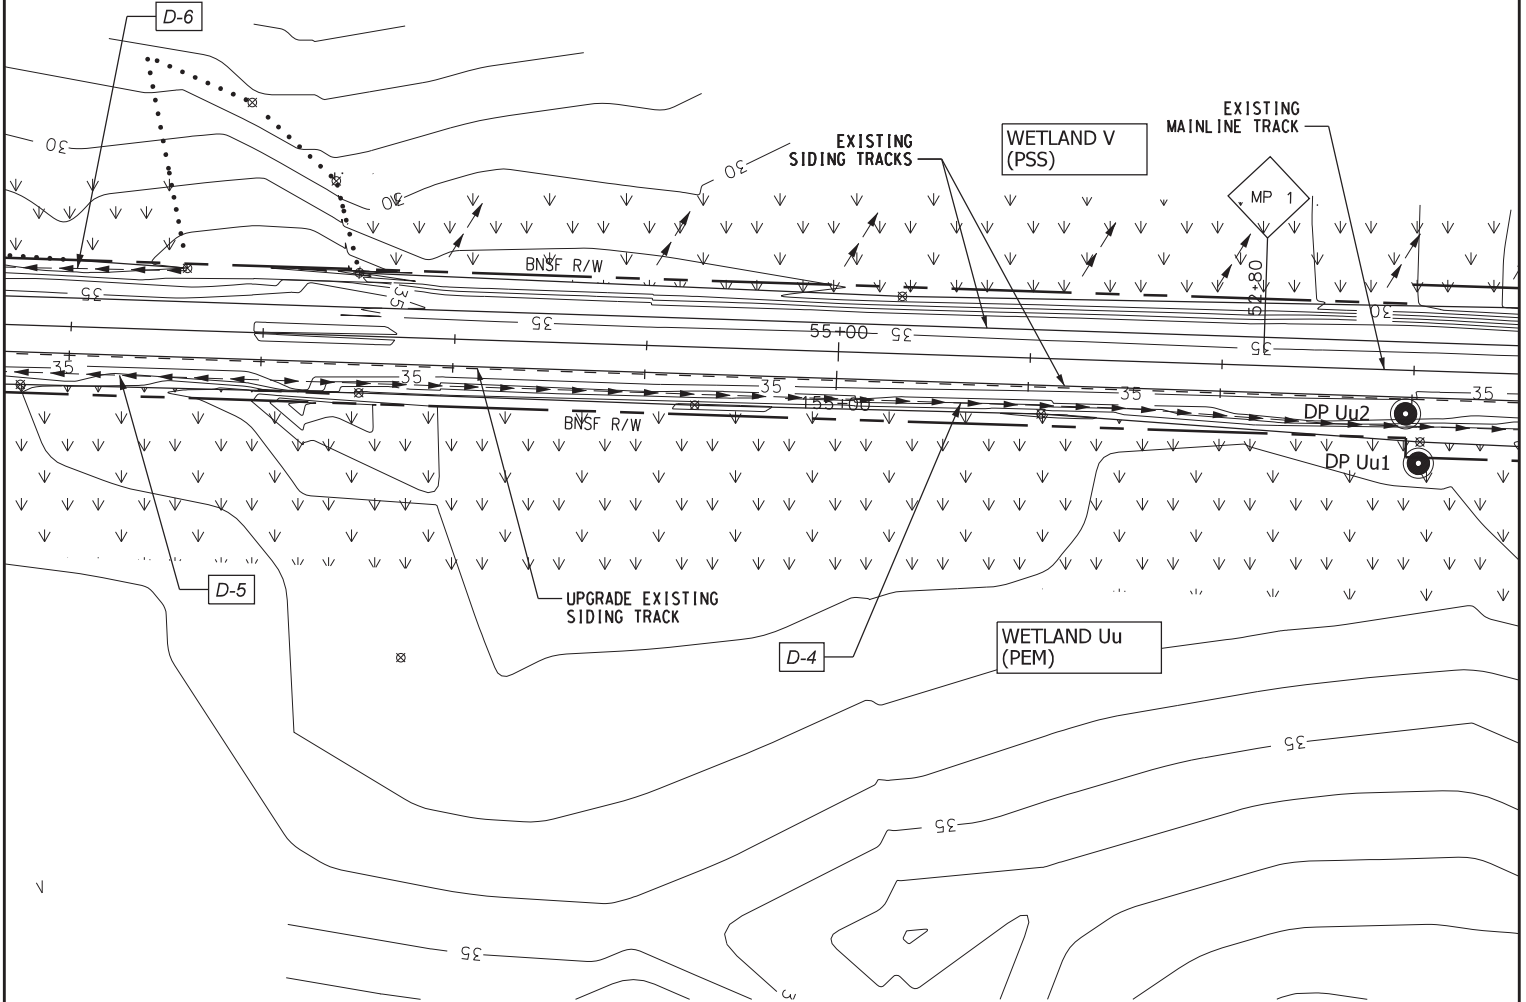 D-6
EXISTING
MAINLINE TRACK
WETLAND V
(PSS)
EXISTING
SIDING TRACKS
30
30
30
MP 1
BNSF R/W
52+80
35
35
35
30
55+00
35
35
35
35
35
35
35
155+00
DP Uu2
BNSF R/W
DP Uu1
D-5
UPGRADE EXISTING
SIDING TRACK
D-4
WETLAND Uu
(PEM)
35
35
35